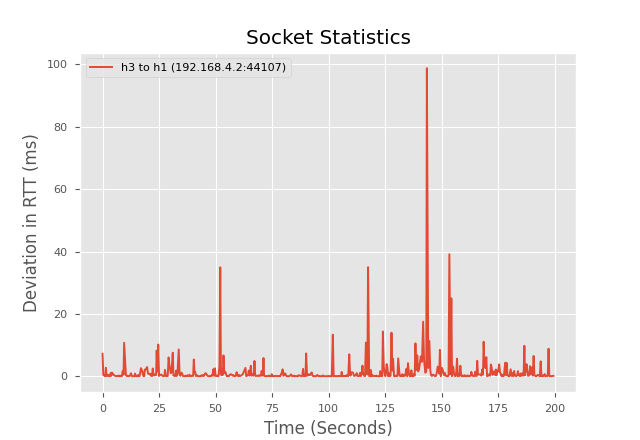 Socket Statistics
h3 to h1 (192.168.4.2:44107)
Deviation in RTT (ms)
100
80
60
40
20
0
0 25 50 75 100 125 150 175 200
Time (Seconds)